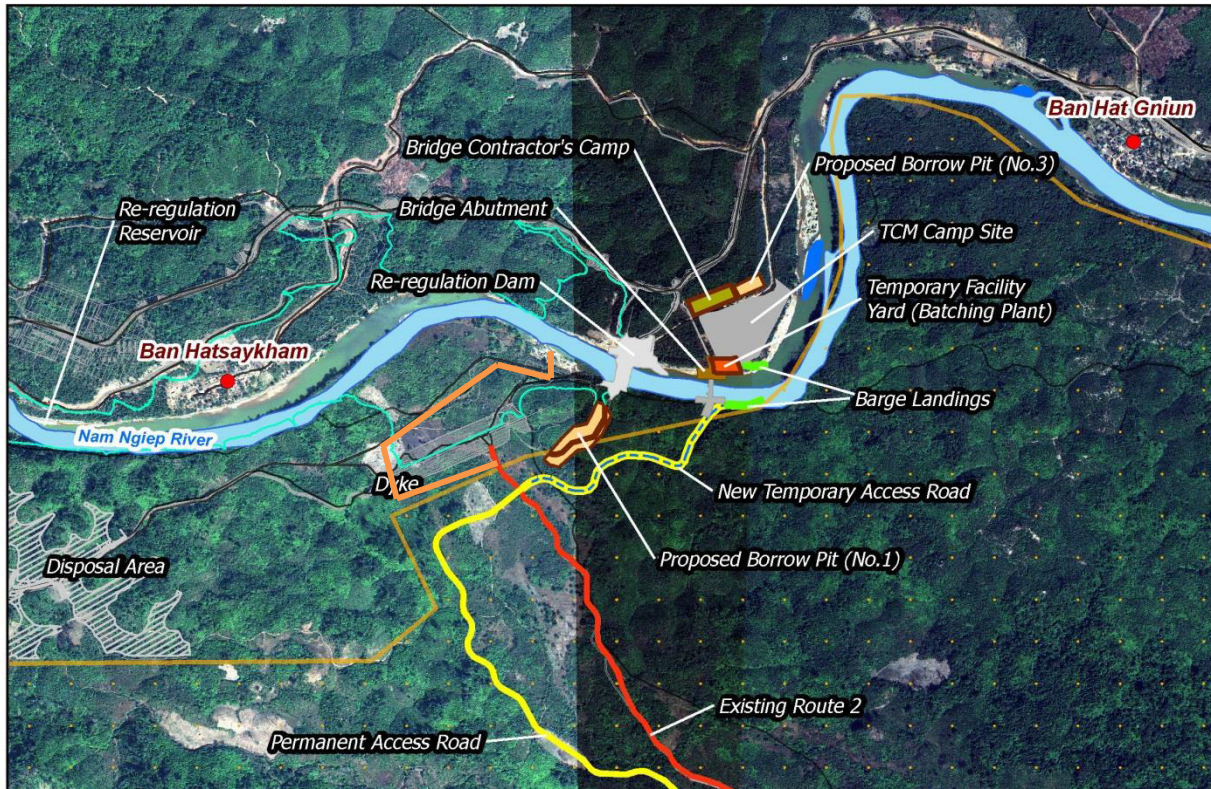 Ban Hat Gniun
Bridge Contractor's Camp
Proposed Borrow Pit (No.3)
Re-regulation
Reservoir
Bridge Abutment
TCM Camp Site
Re-regulation Dam
Temporary Facility
Yard (Batching Plant)
Ban Hatsaykham
Barge Landings
Nam Ngiep River
Dyke
New Temporary Access Road
Disposal Area
Proposed Borrow Pit (No.1)
Existing Route 2
Permanent Access Road